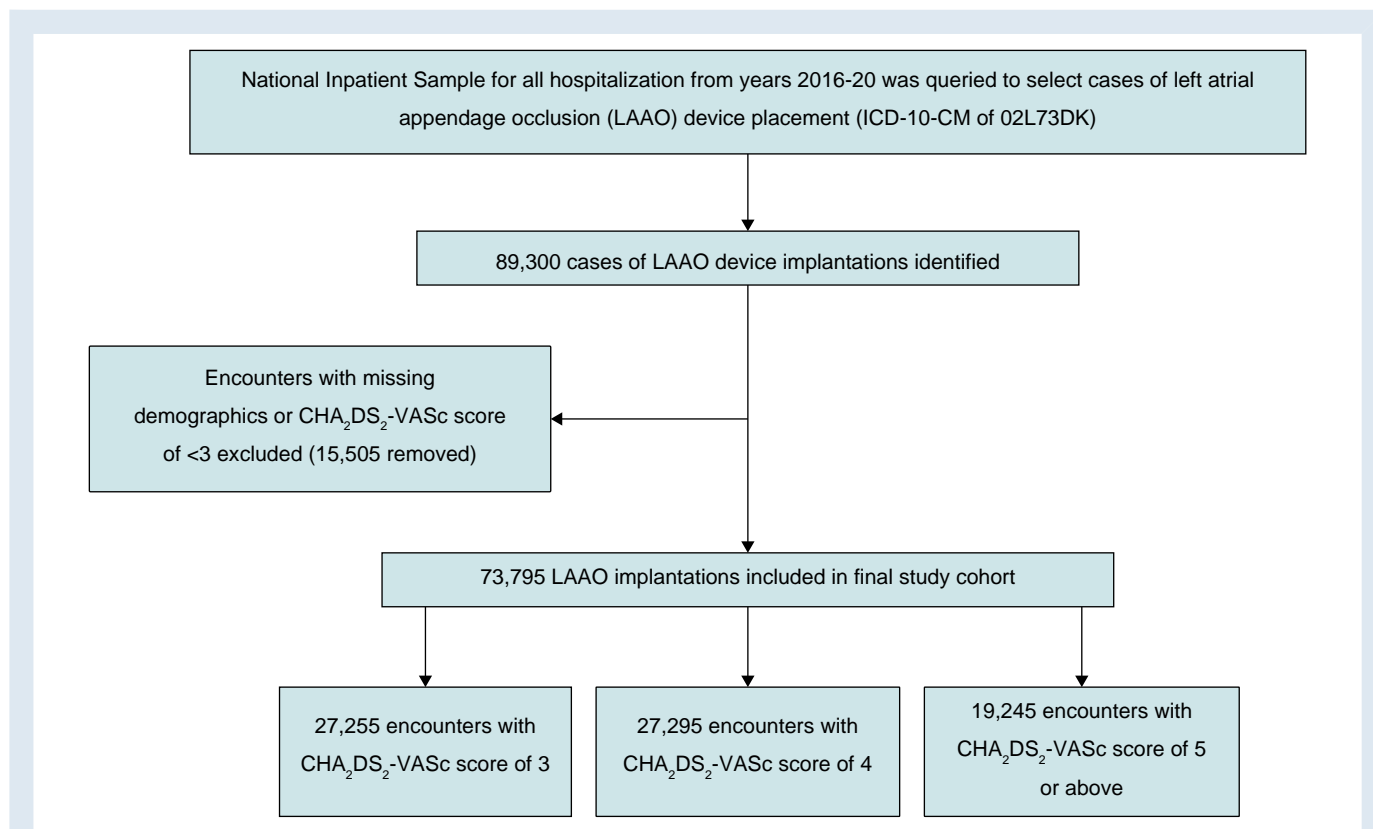 National Inpatient Sample for all hospitalization from years 2016-20 was queried to select cases of left atrial
appendage occlusion (LAAO) device placement (ICD-10-CM of 02L73DK)
89,300 cases of LAAO device implantations identified
Encounters with missing
demographics or CHA₂DS₂-VASc score
of <3 excluded (15,505 removed)
73,795 LAAO implantations included in final study cohort
27,255 encounters with
CHA₂DS₂-VASc score of 3
27,295 encounters with
CHA₂DS₂-VASc score of 4
19,245 encounters with
CHA₂DS₂-VASc score of 5
or above